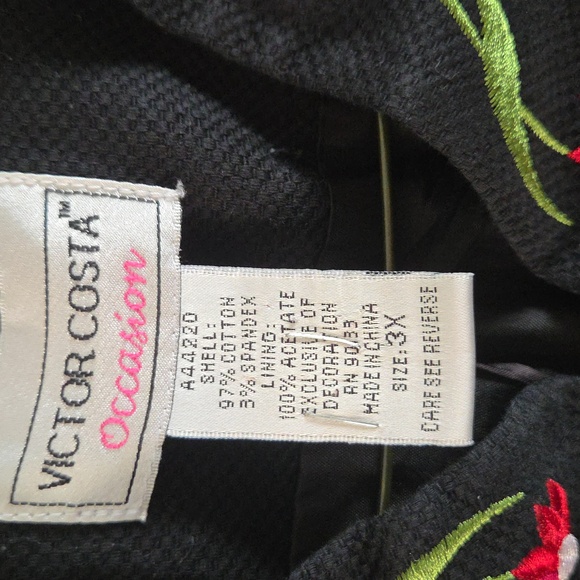 VICTOR COSTA™
Occasion
A44220
SHELL:
97% COTTON
3% SPANDEX
LINING:
100% ACETATE
EXCLUSIVE OF
DECORATION
RN 90753
MADE IN CHINA
SIZE: 3X
CARE SEE REVERSE